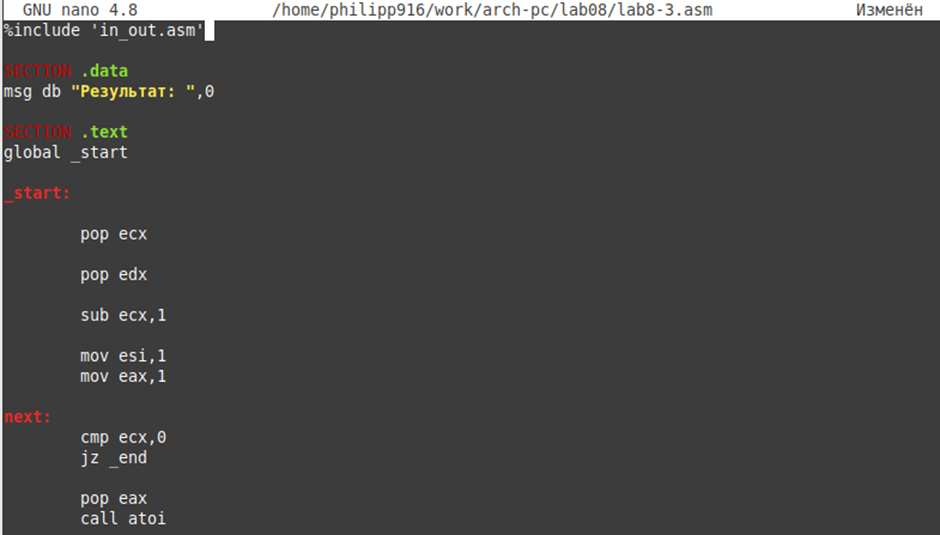 GNU nano 4.8 /home/philipp916/work/arch-pc/lab08/lab8-3.asm Изменён
%include 'in_out.asm'
SECTION .data
msg db "Результат: ",0
SECTION .text
global _start
_start:
pop ecx
pop edx
sub ecx,1
mov esi,1
mov eax,1
next:
cmp ecx,0
jz _end
pop eax
call atoi